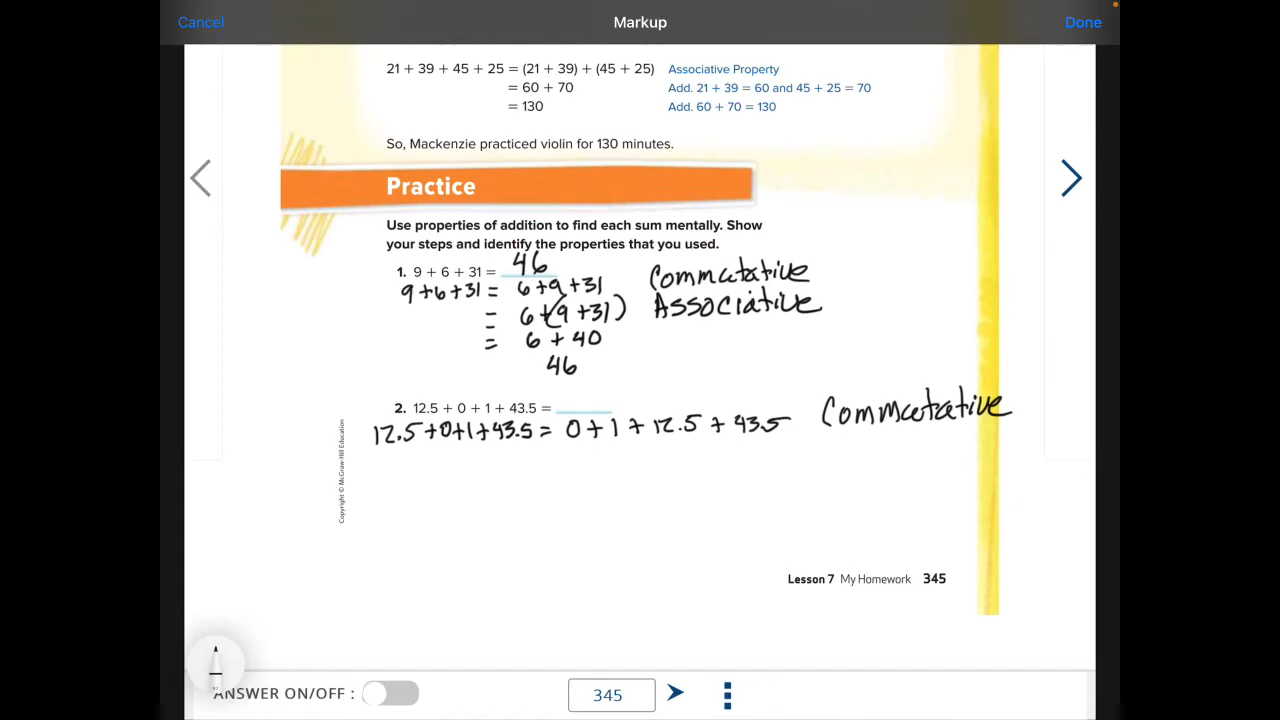 Cancel
Markup
Done
21 + 39 + 45 + 25 = (21 + 39) + (45 + 25) Associative Property
= 60 + 70 Add. 21 + 39 = 60 and 45 + 25 = 70
= 130 Add. 60 + 70 = 130
So, Mackenzie practiced violin for 130 minutes.
Practice
Use properties of addition to find each sum mentally. Show
your steps and identify the properties that you used.
1. 9 + 6 + 31 = 46
9+6+31 = 6+9+31 Commutative
= 6+(9+31) Associative
= 6 + 40
46
2. 12.5 + 0 + 1 + 43.5 =
12.5+0+1+43.5 = 0+1+12.5+43.5 Commutative
Copyright © McGraw-Hill Education
Lesson 7 My Homework 345
ANSWER ON/OFF :
345